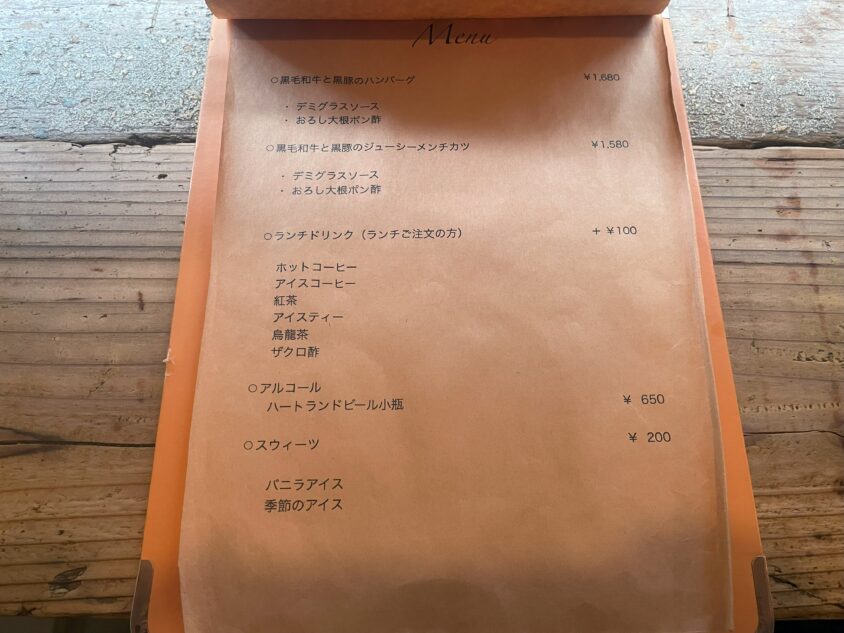 Menu
○黒毛和牛と黒豚のハンバーグ ¥1,680
・デミグラスソース
・おろし大根ポン酢
○黒毛和牛と黒豚のジューシーメンチカツ ¥1,580
・デミグラスソース
・おろし大根ポン酢
○ランチドリンク（ランチご注文の方） + ¥100
ホットコーヒー
アイスコーヒー
紅茶
アイスティー
烏龍茶
ザクロ酢
○アルコール
ハートランドビール小瓶 ¥ 650
○スウィーツ ¥ 200
バニラアイス
季節のアイス